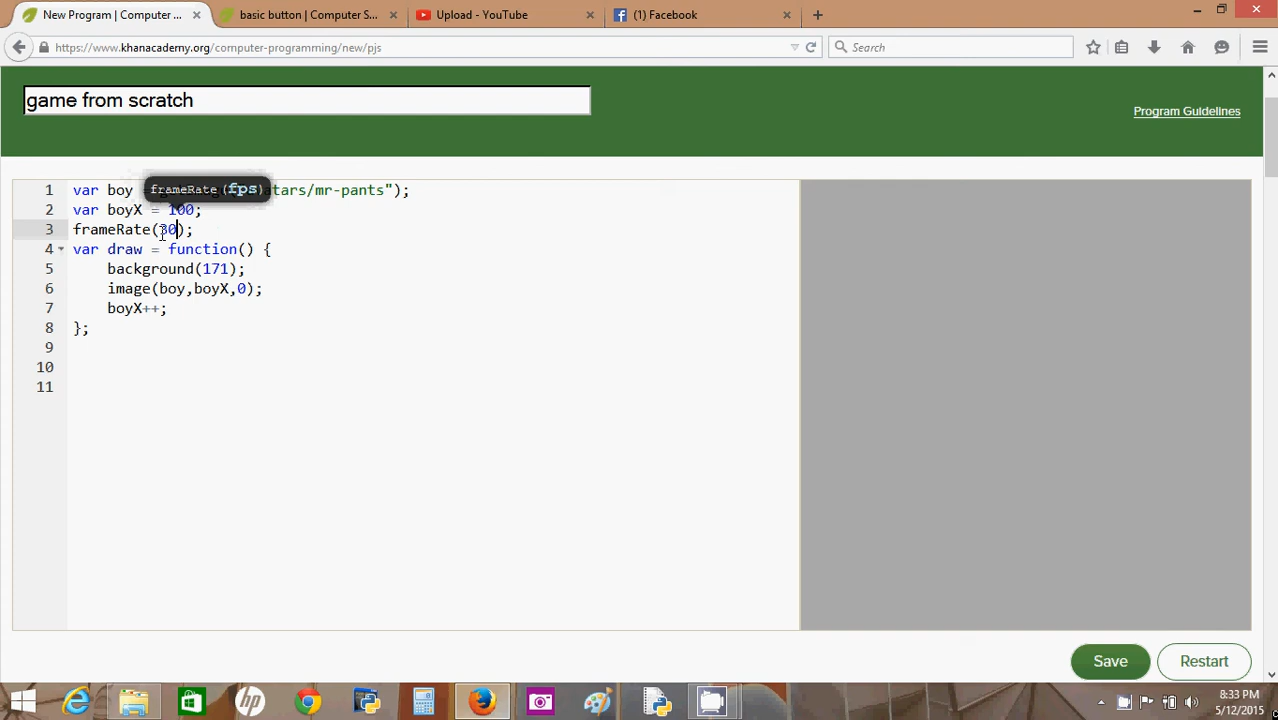 New Program | Computer ...
basic button | Computer S...
Upload - YouTube
(1) Facebook
https://www.khanacademy.org/computer-programming/new/pjs
Search
game from scratch
Program Guidelines
frameRate(fps)
1 var boy atars/mr-pants");
2 var boyX = 100;
3 frameRate(30);
4 var draw = function() {
5 background(171);
6 image(boy,boyX,0);
7 boyX++;
8 };
9
10
11
Save
Restart
8:33 PM
5/12/2015